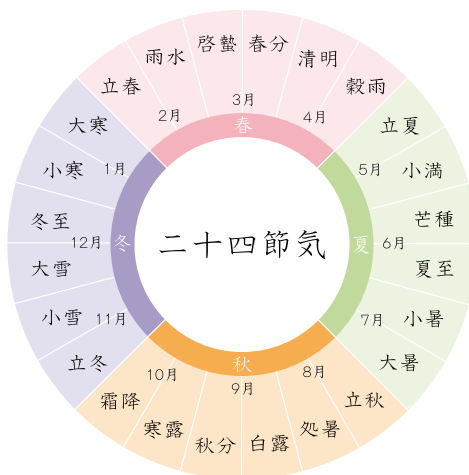 二十四節気
春
2月
立春
雨水
3月
啓蟄
春分
4月
清明
穀雨
夏
5月
立夏
小満
6月
芒種
夏至
7月
小暑
大暑
秋
8月
立秋
処暑
9月
白露
秋分
10月
寒露
霜降
冬
11月
立冬
小雪
12月
大雪
冬至
1月
小寒
大寒